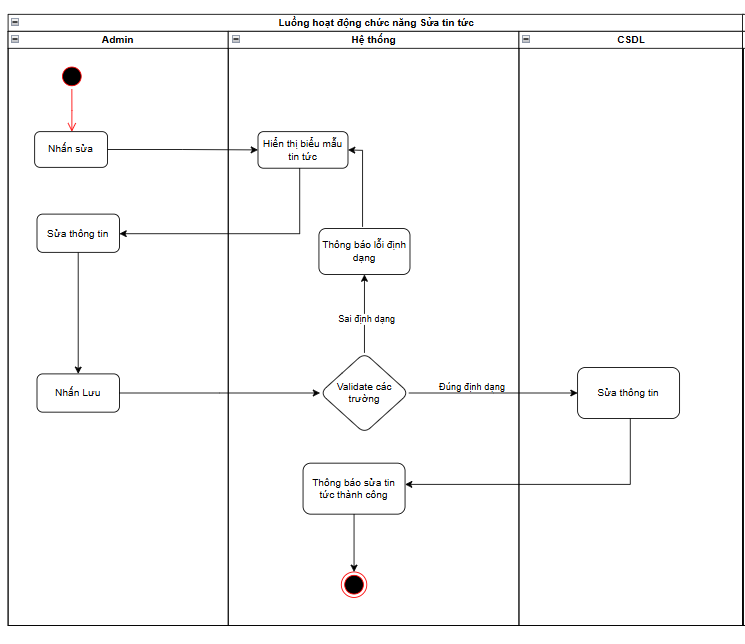 Luồng hoạt động chức năng Sửa tin tức
Admin
Hệ thống
CSDL
Nhấn sửa
Hiển thị biểu mẫu
tin tức
Sửa thông tin
Thông báo lỗi định
dạng
Sai định dạng
Nhấn Lưu
Validate các
trường
Đúng định dạng
Sửa thông tin
Thông báo sửa tin
tức thành công